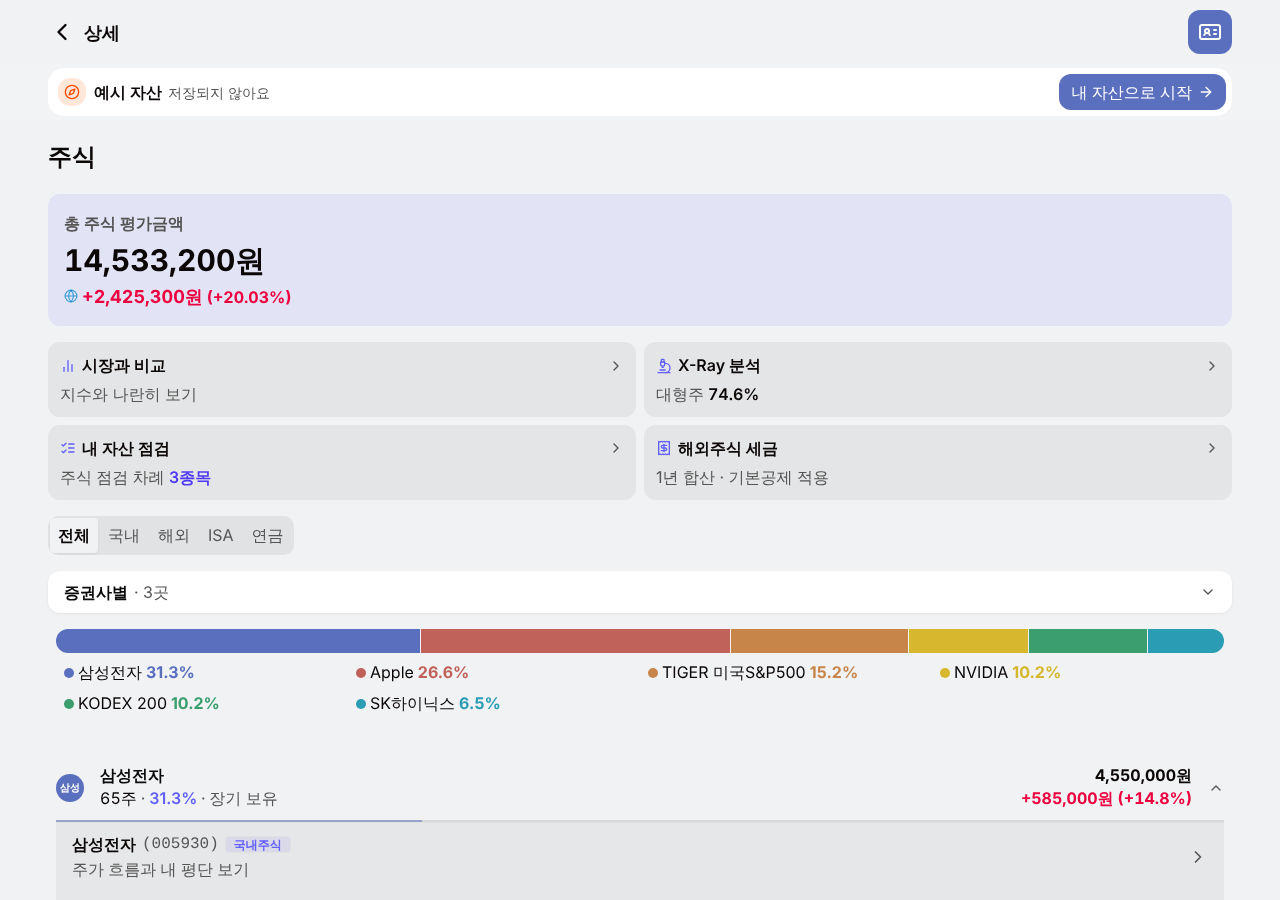 상세
예시 자산 저장되지 않아요
내 자산으로 시작
주식
총 주식 평가금액
14,533,200원
+2,425,300원 (+20.03%)
시장과 비교
지수와 나란히 보기
X-Ray 분석
대형주 74.6%
내 자산 점검
주식 점검 차례 3종목
해외주식 세금
1년 합산 · 기본공제 적용
전체 국내 해외 ISA 연금
증권사별 · 3곳
삼성전자 31.3% Apple 26.6% TIGER 미국S&P500 15.2% NVIDIA 10.2%
KODEX 200 10.2% SK하이닉스 6.5%
삼성 삼성전자
65주 · 31.3% · 장기 보유
4,550,000원
+585,000원 (+14.8%)
삼성전자 (005930) 국내주식
주가 흐름과 내 평단 보기